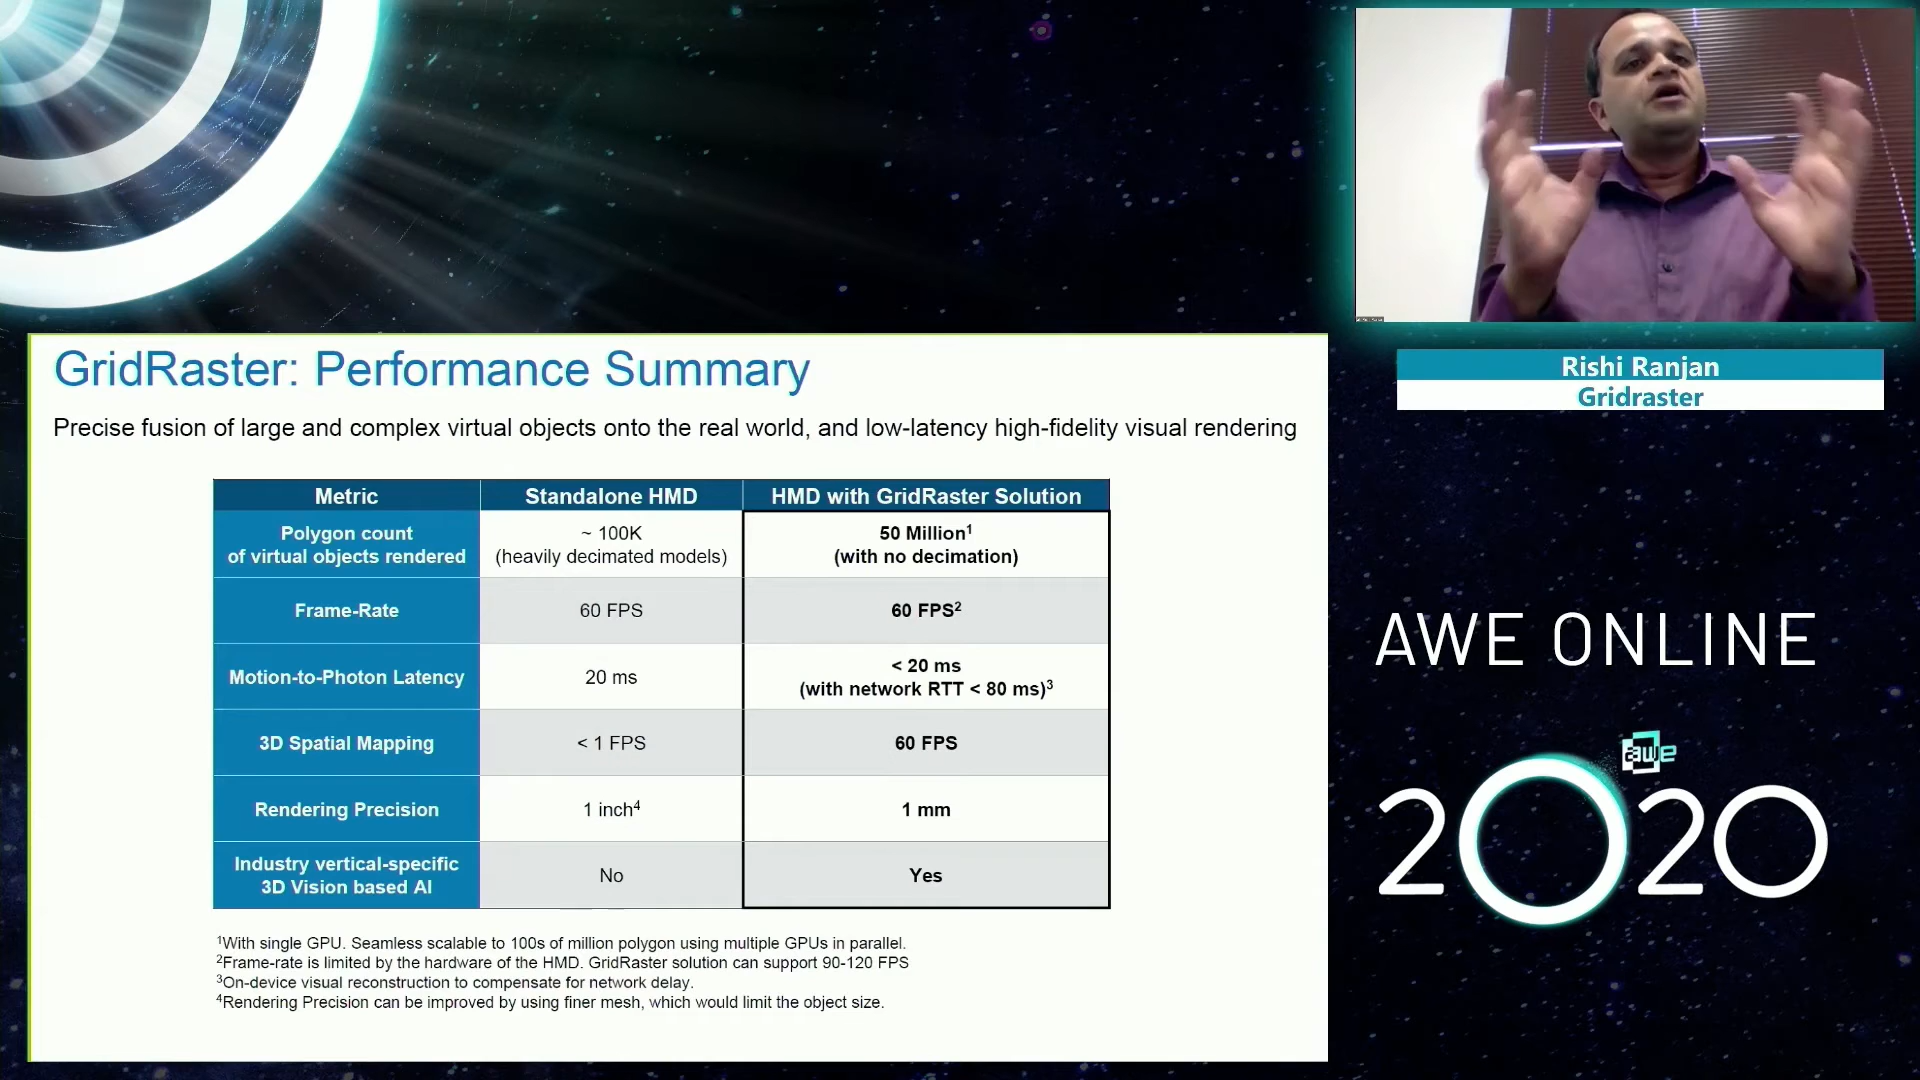 Rishi Ranjan
Gridraster
GridRaster: Performance Summary
Precise fusion of large and complex virtual objects onto the real world, and low-latency high-fidelity visual rendering
Metric Standalone HMD HMD with GridRaster Solution
Polygon count
of virtual objects rendered
~ 100K
(heavily decimated models)
50 Million¹
(with no decimation)
Frame-Rate 60 FPS 60 FPS²
Motion-to-Photon Latency 20 ms
< 20 ms
(with network RTT < 80 ms)³
3D Spatial Mapping < 1 FPS 60 FPS
Rendering Precision 1 inch⁴ 1 mm
Industry vertical-specific
3D Vision based AI
No Yes
¹With single GPU. Seamless scalable to 100s of million polygon using multiple GPUs in parallel.
²Frame-rate is limited by the hardware of the HMD. GridRaster solution can support 90-120 FPS
³On-device visual reconstruction to compensate for network delay.
⁴Rendering Precision can be improved by using finer mesh, which would limit the object size.
AWE ONLINE
awe
2020